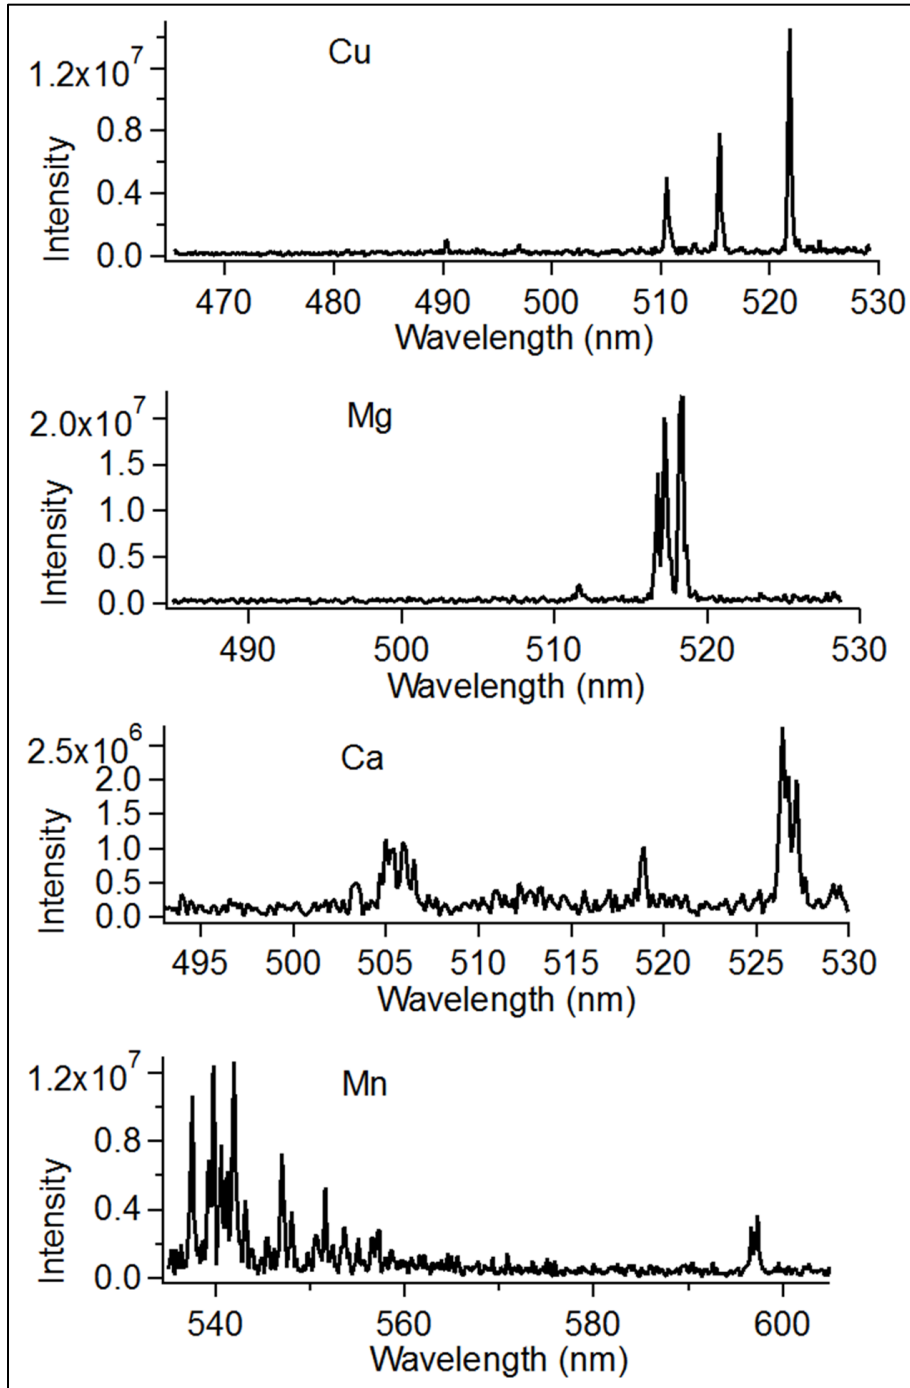 Cu
1.2x10^7
0.8
0.4
0.0
Intensity
470 480 490 500 510 520 530
Wavelength (nm)
Mg
2.0x10^7
1.5
1.0
0.5
0.0
Intensity
490 500 510 520 530
Wavelength (nm)
Ca
2.5x10^6
2.0
1.5
1.0
0.5
0.0
Intensity
495 500 505 510 515 520 525 530
Wavelength (nm)
Mn
1.2x10^7
0.8
0.4
0.0
Intensity
540 560 580 600
Wavelength (nm)